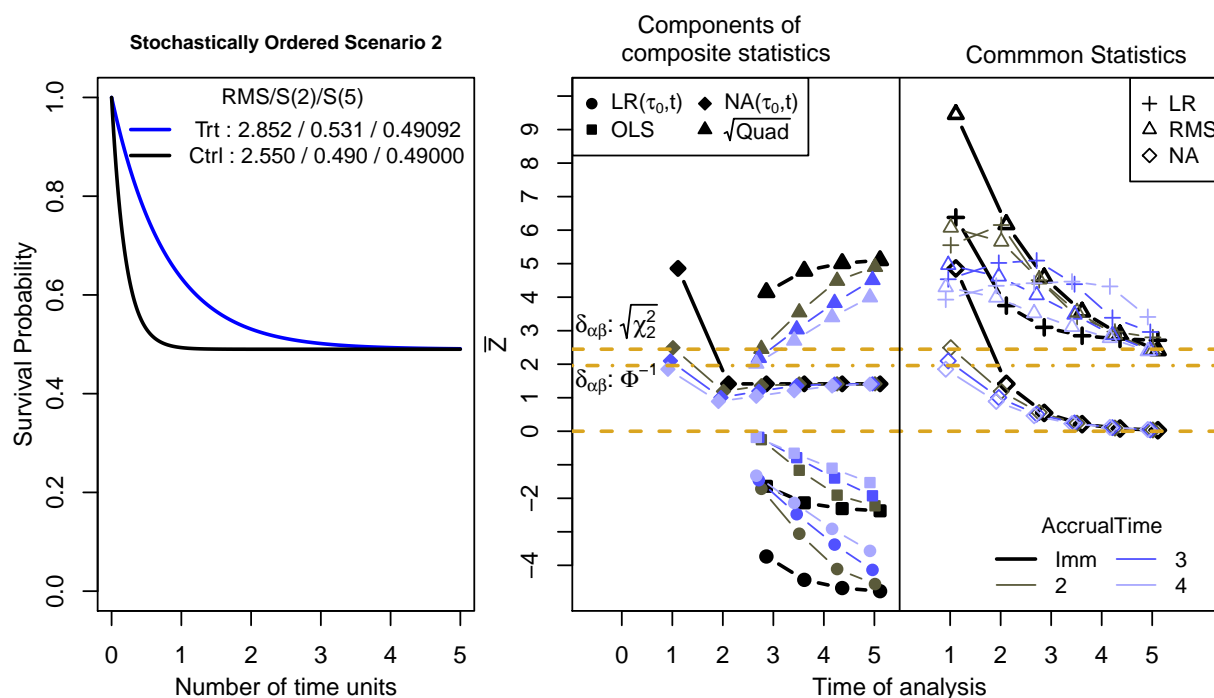 Stochastically Ordered Scenario 2
RMS/S(2)/S(5)
Trt : 2.852 / 0.531 / 0.49092
Ctrl : 2.550 / 0.490 / 0.49000
Survival Probability
0.0
0.2
0.4
0.6
0.8
1.0
0 1 2 3 4 5
Number of time units
Components of
composite statistics
Commmon Statistics
LR(τ₀,t)
OLS
NA(τ₀,t)
√Quad
LR
RMS
NA
Z̅
9
8
7
6
5
4
3
2
1
0
−2
−4
δαβ: √χ²₂
δαβ: Φ⁻¹
AccrualTime
Imm
2
3
4
0 1 2 3 4 5
1 2 3 4 5
Time of analysis